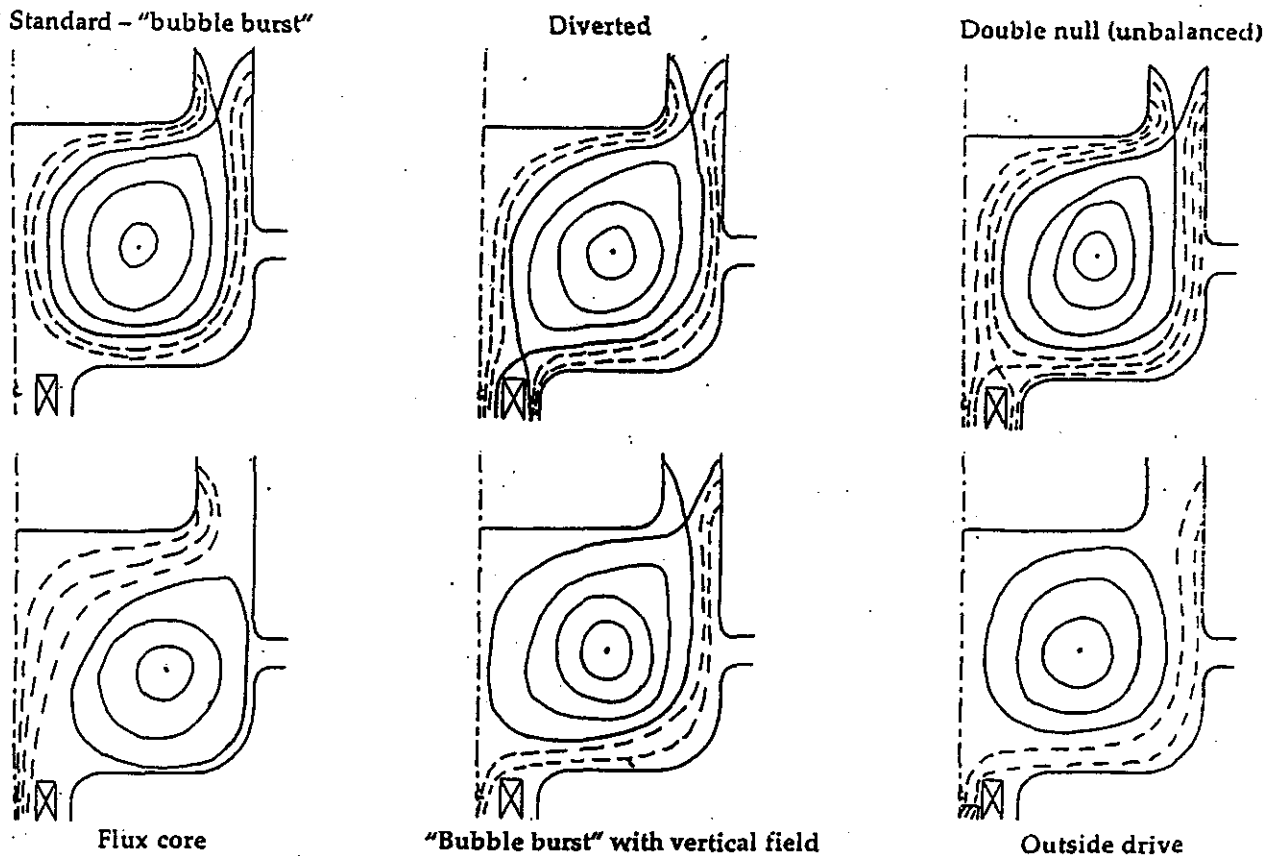 Standard – "bubble burst"
Diverted
Double null (unbalanced)
Flux core
"Bubble burst" with vertical field
Outside drive